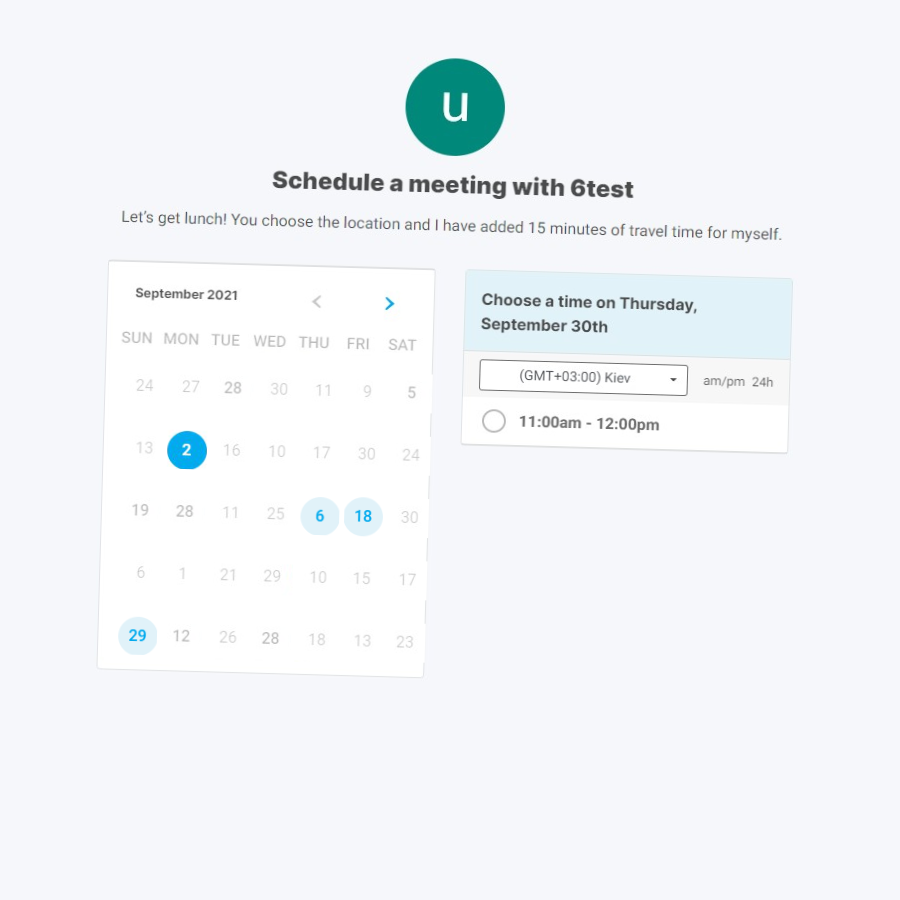 u
Schedule a meeting with 6test
Let's get lunch! You choose the location and I have added 15 minutes of travel time for myself.
September 2021
SUN MON TUE WED THU FRI SAT
24 27 28 30 11 9 5
13 2 16 10 17 30 24
19 28 11 25 6 18 30
6 1 21 29 10 15 17
29 12 26 28 18 13 23
Choose a time on Thursday,
September 30th
(GMT+03:00) Kiev am/pm 24h
11:00am - 12:00pm